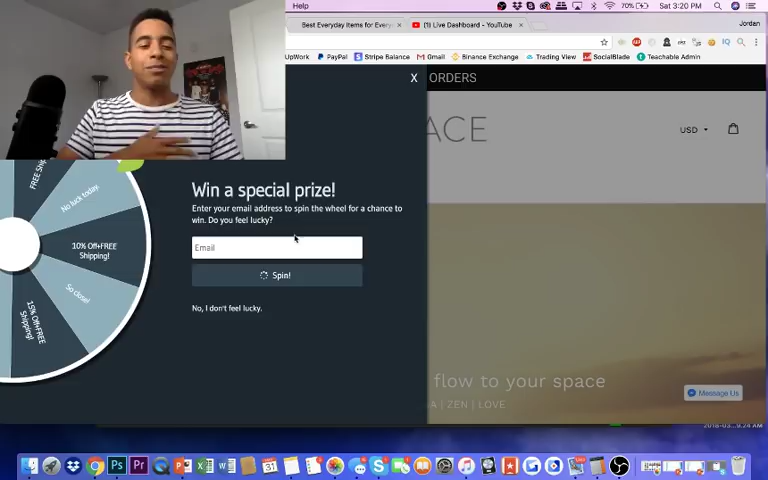 Help
70%
Sat 3:20 PM
Best Everyday Items for Every
(1) Live Dashboard - YouTube
Jordan
UpWork
PayPal
Stripe Balance
Gmail
Binance Exchange
Trading View
SocialBlade
Teachable Admin
X
ORDERS
ACE
USD
FREE Ship
No luck today
10% Off+FREE
Shipping!
So close!
15% Off+FREE
Shipping!
Win a special prize!
Enter your email address to spin the wheel for a chance to
win. Do you feel lucky?
Email
Spin!
No, I don't feel lucky.
flow to your space
A | ZEN | LOVE
Message Us